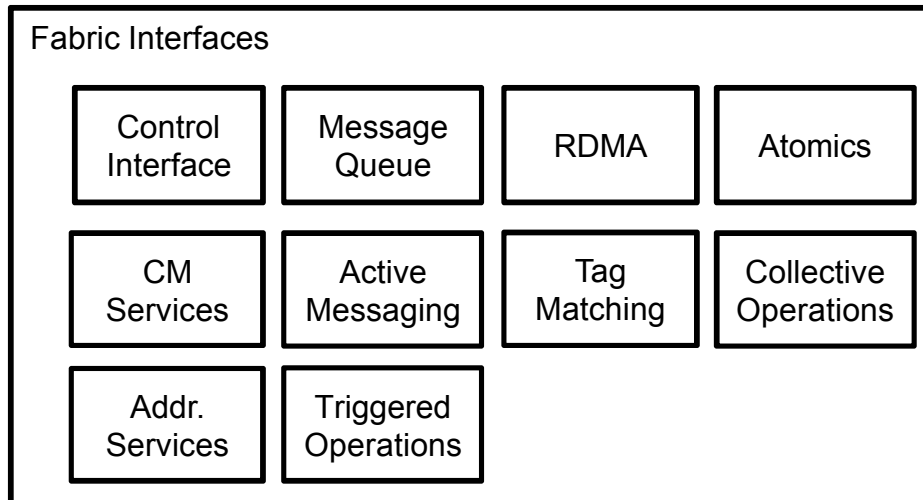 Fabric Interfaces
Control
Interface
Message
Queue
RDMA
Atomics
CM
Services
Active
Messaging
Tag
Matching
Collective
Operations
Addr.
Services
Triggered
Operations